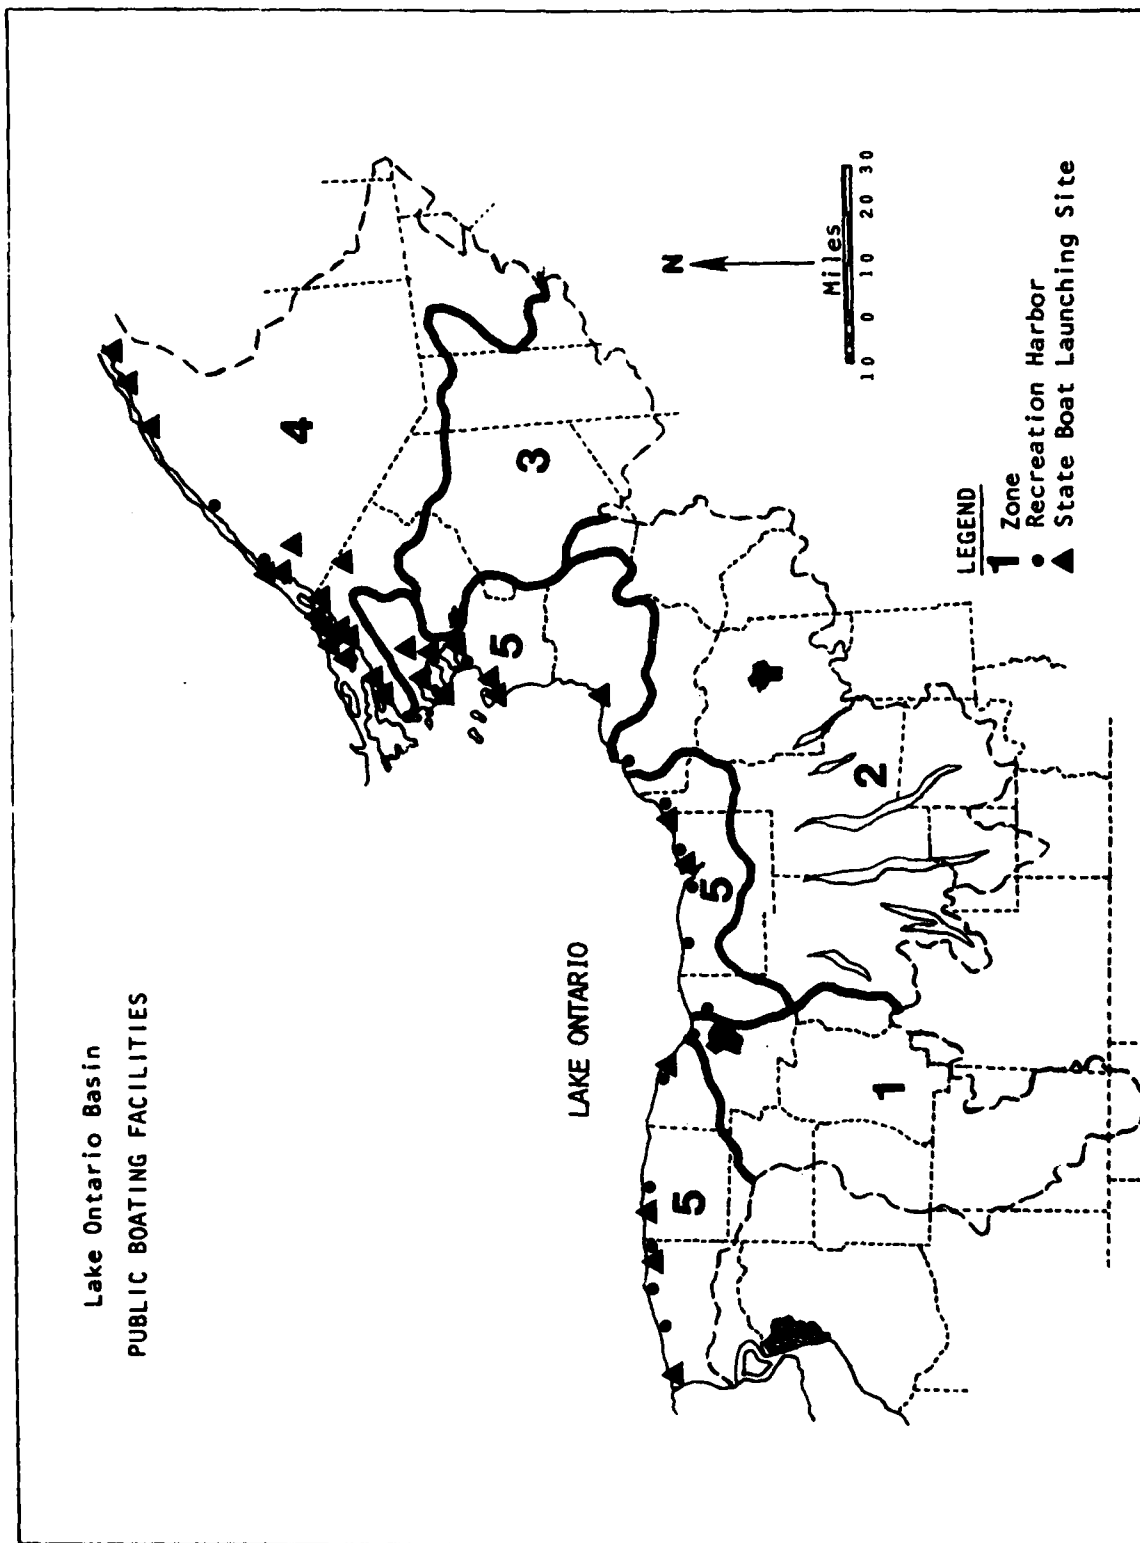 Lake Ontario Basin
PUBLIC BOATING FACILITIES
LAKE ONTARIO
4
3
5
5
5
2
1
N
Miles
10 0 10 20 30
LEGEND
1 Zone
Recreation Harbor
State Boat Launching Site